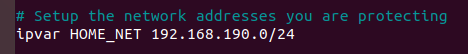 # Setup the network addresses you are protecting
ipvar HOME_NET 192.168.190.0/24